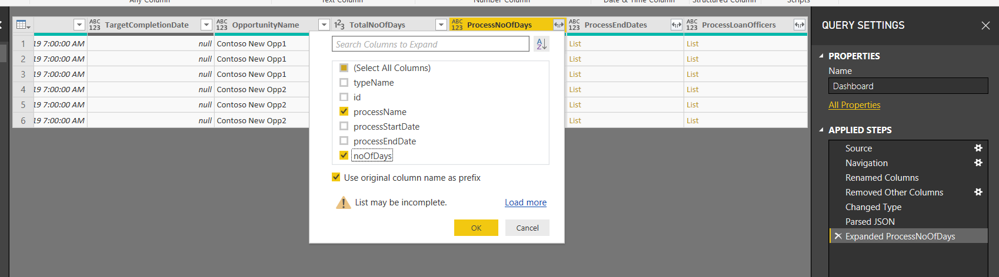 Any Column Text Column Number Column Date & Time Column Structured Column Scripts
ABC 123 TargetCompletionDate ABC 123 OpportunityName 1²3 TotalNoOfDays ABC 123 ProcessNoOfDays ABC 123 ProcessEndDates ABC 123 ProcessLoanOfficers
1 19 7:00:00 AM null Contoso New Opp1 List List
2 19 7:00:00 AM null Contoso New Opp1 List List
3 19 7:00:00 AM null Contoso New Opp1 List List
4 19 7:00:00 AM null Contoso New Opp2 List List
5 19 7:00:00 AM null Contoso New Opp2 List List
6 19 7:00:00 AM null Contoso New Opp2 List List
Search Columns to Expand
AZ
(Select All Columns)
typeName
id
processName
processStartDate
processEndDate
noOfDays
Use original column name as prefix
List may be incomplete. Load more
OK Cancel
QUERY SETTINGS
PROPERTIES
Name
Dashboard
All Properties
APPLIED STEPS
Source
Navigation
Renamed Columns
Removed Other Columns
Changed Type
Parsed JSON
Expanded ProcessNoOfDays